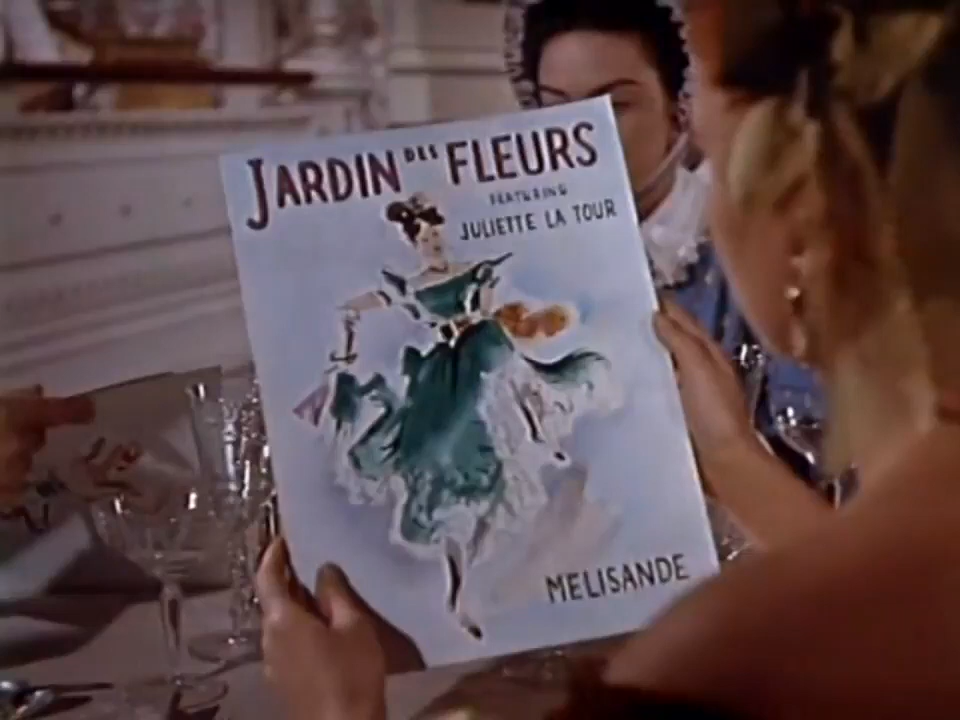 JARDIN DES FLEURS
FEATURING
JULIETTE LA TOUR
MELISANDE